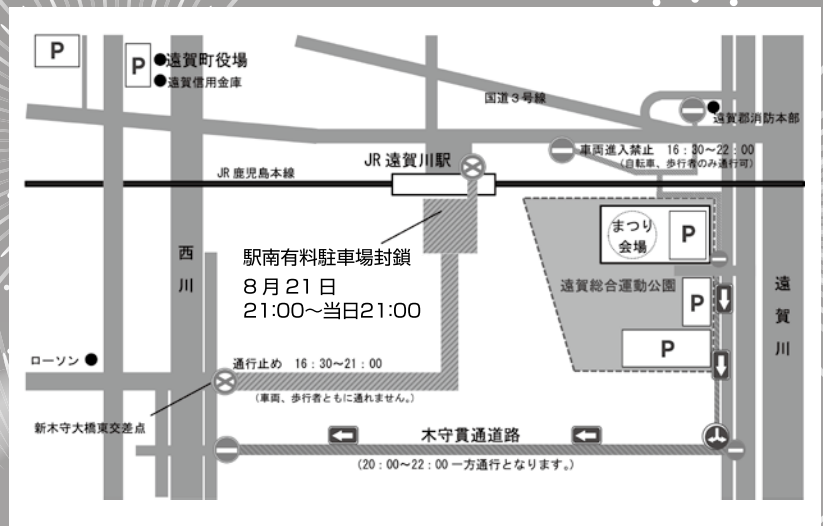 P
P
遠賀町役場
遠賀信用金庫
国道3号線
遠賀郡消防本部
車両進入禁止 16:30~22:00
(自転車、歩行者のみ通行可)
JR 遠賀川駅
JR 鹿児島本線
まつり
会場
P
西川
駅南有料駐車場封鎖
8月21日
21:00~当日21:00
遠賀総合運動公園
P
遠賀川
P
ローソン
通行止め 16:30~21:00
(車両、歩行者ともに通れません。)
新木守大橋東交差点
木守貫通道路
(20:00~22:00 一方通行となります。)